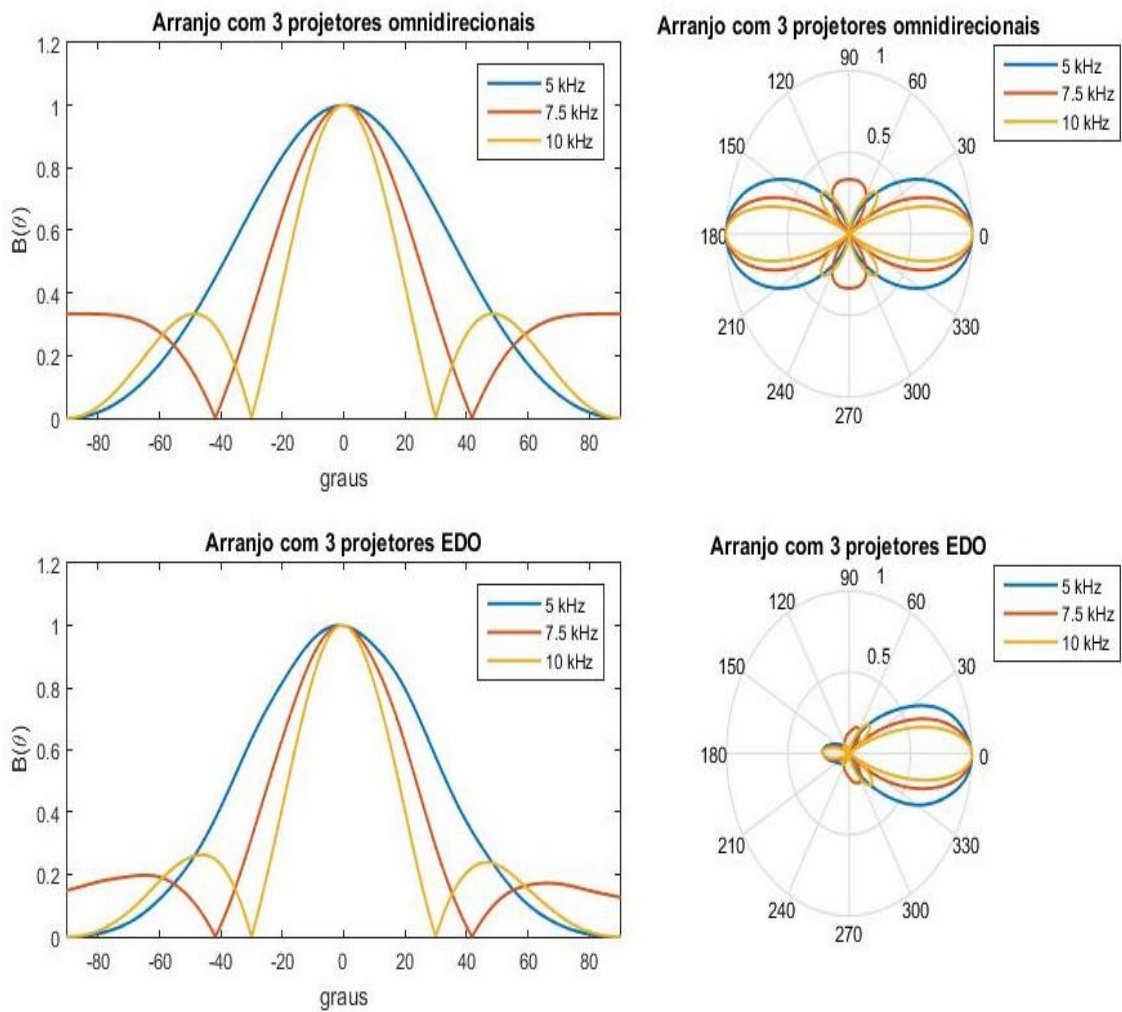 Arranjo com 3 projetores omnidirecionais
1.2
1
0.8
0.6
0.4
0.2
0
B(θ)
-80 -60 -40 -20 0 20 40 60 80
graus
5 kHz
7.5 kHz
10 kHz
Arranjo com 3 projetores omnidirecionais
90 1
120 60
0.5
150 30
180 0
210 330
240 300
270
5 kHz
7.5 kHz
10 kHz
Arranjo com 3 projetores EDO
1.2
1
0.8
0.6
0.4
0.2
0
B(θ)
-80 -60 -40 -20 0 20 40 60 80
graus
5 kHz
7.5 kHz
10 kHz
Arranjo com 3 projetores EDO
90 1
120 60
0.5
150 30
180 0
210 330
240 300
270
5 kHz
7.5 kHz
10 kHz